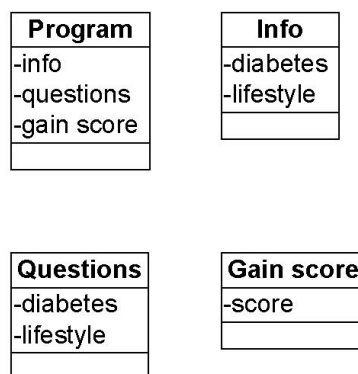 Program
-info
-questions
-gain score
Info
-diabetes
-lifestyle
Questions
-diabetes
-lifestyle
Gain score
-score